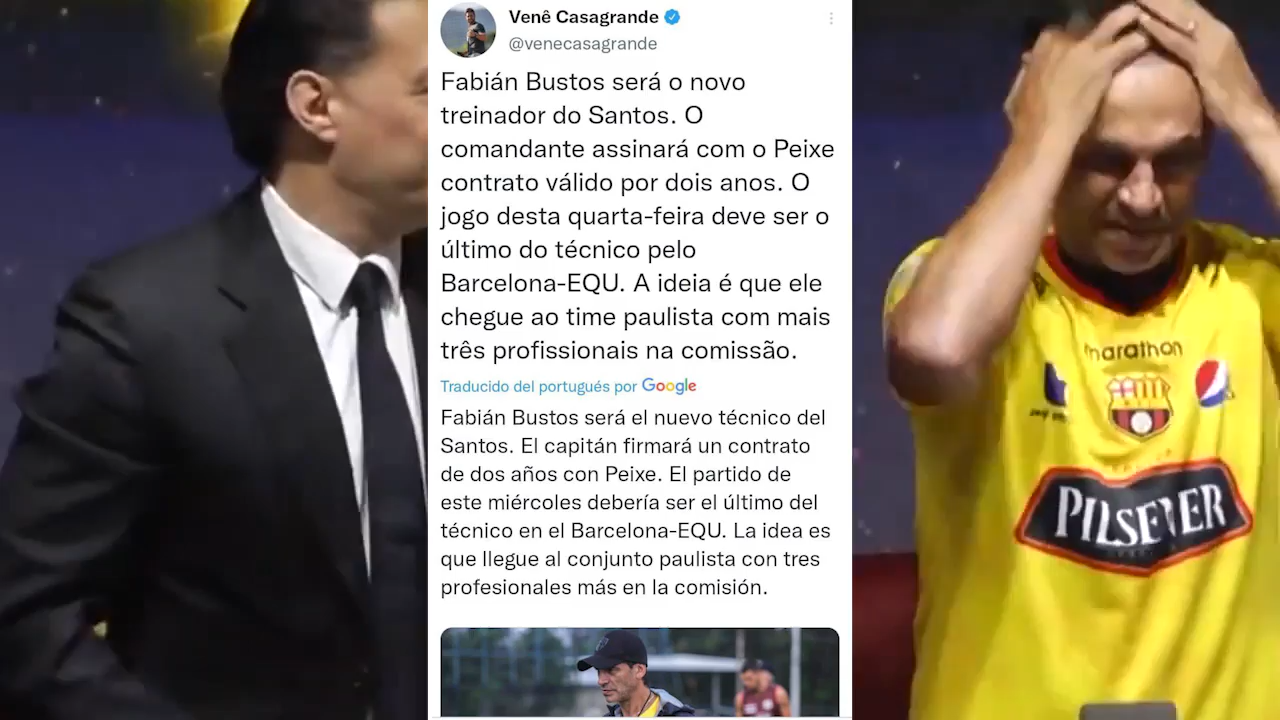 Venê Casagrande
@venecasagrande
Fabián Bustos será o novo
treinador do Santos. O
comandante assinará com o Peixe
contrato válido por dois anos. O
jogo desta quarta-feira deve ser o
último do técnico pelo
Barcelona-EQU. A ideia é que ele
chegue ao time paulista com mais
três profissionais na comissão.
Traducido del portugués por Google
Fabián Bustos será el nuevo técnico del
Santos. El capitán firmará un contrato
de dos años con Peixe. El partido de
este miércoles debería ser el último del
técnico en el Barcelona-EQU. La idea es
que llegue al conjunto paulista con tres
profesionales más en la comisión.
marathon
PILSENER